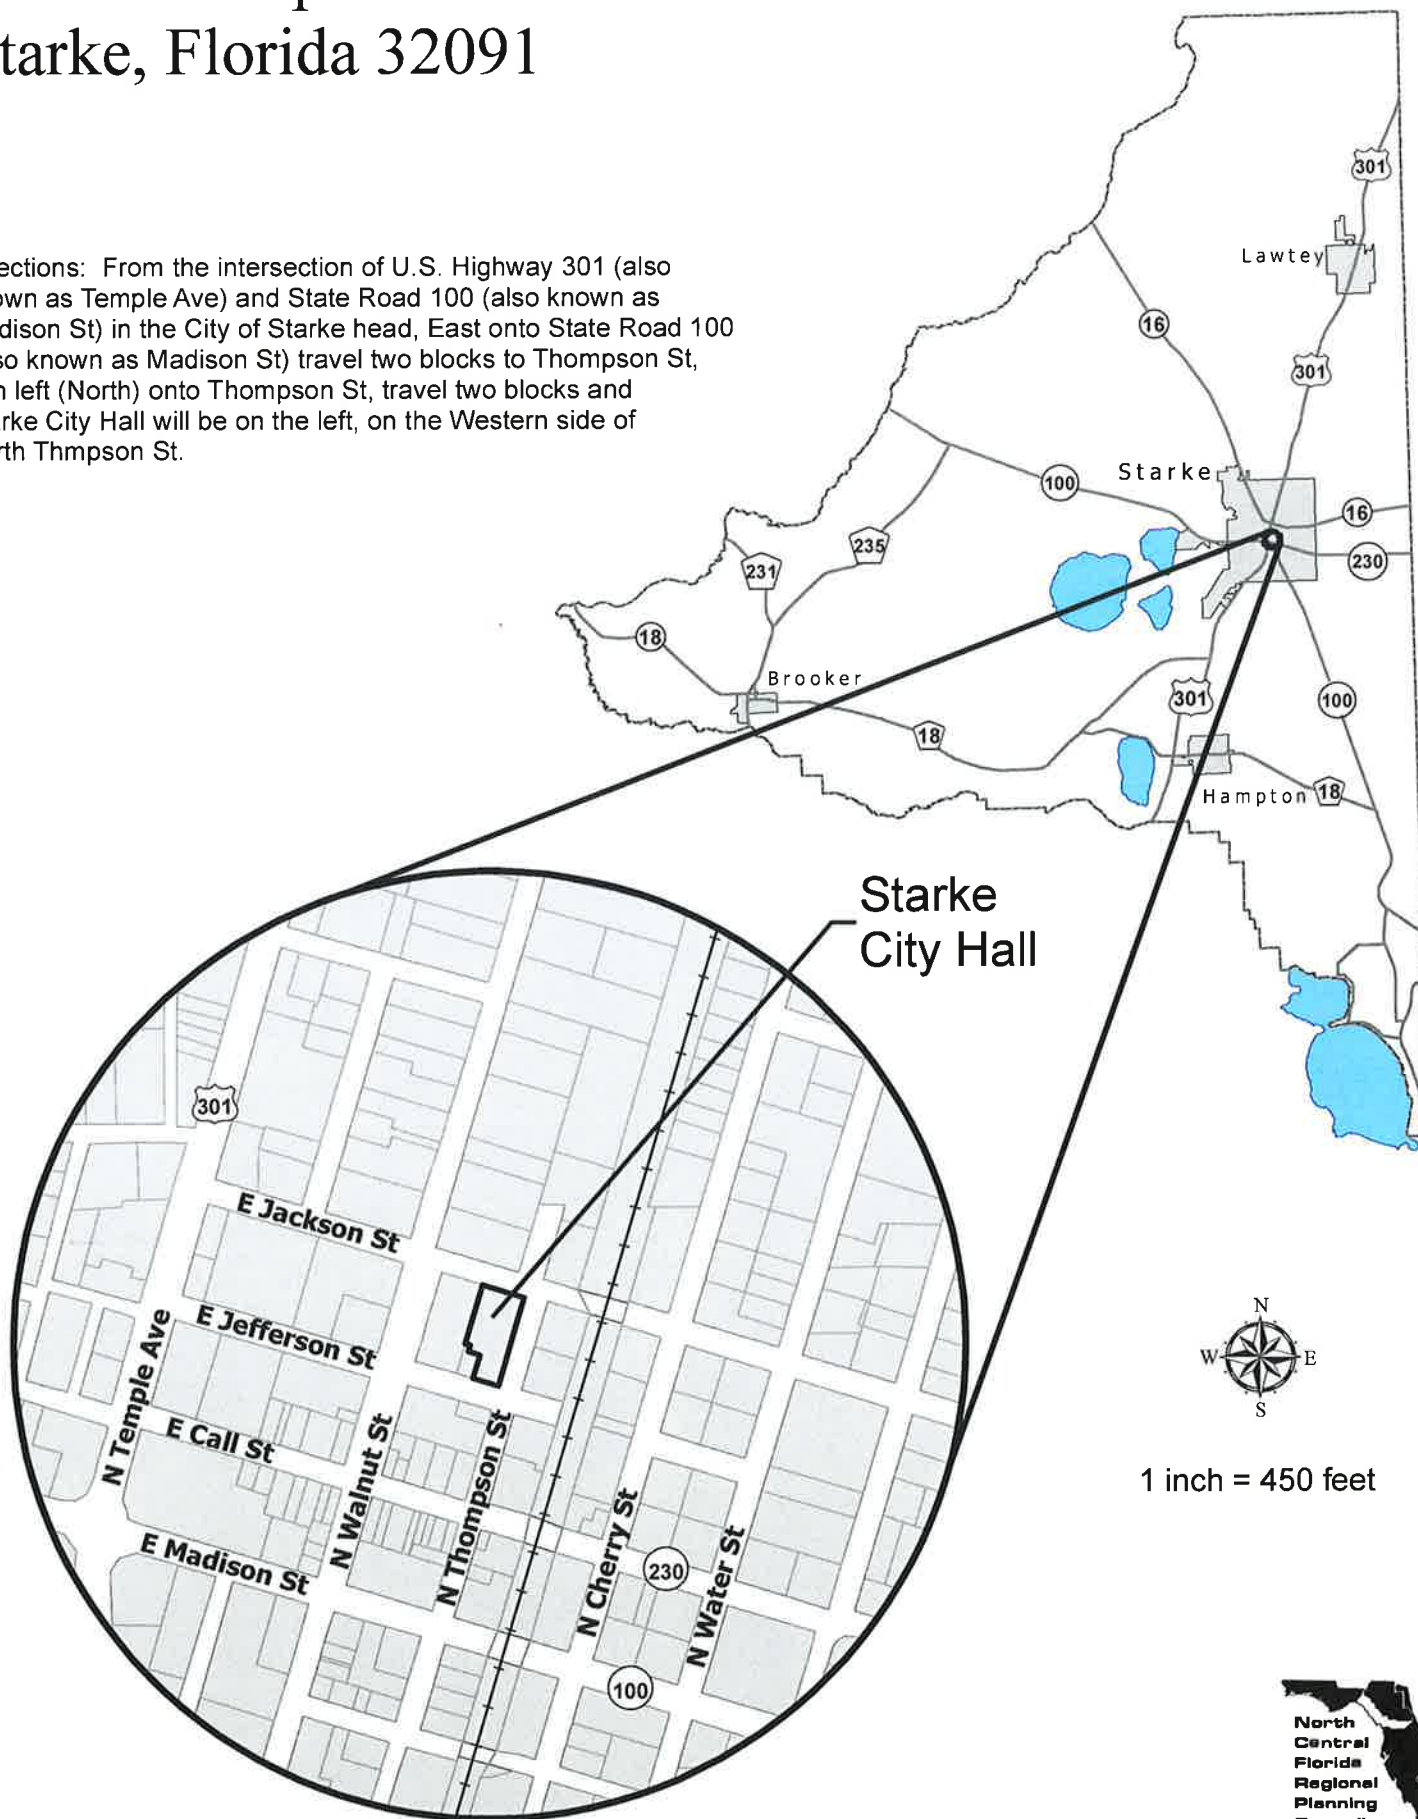 tarke, Florida 32091
ections: From the intersection of U.S. Highway 301 (also
own as Temple Ave) and State Road 100 (also known as
dison St) in the City of Starke head, East onto State Road 100
so known as Madison St) travel two blocks to Thompson St,
n left (North) onto Thompson St, travel two blocks and
rke City Hall will be on the left, on the Western side of
rth Thmpson St.
301
Lawtey
16
301
Starke
100
16
235
230
231
18
Brooker
301
100
18
Hampton
18
Starke
City Hall
301
E Jackson St
E Jefferson St
N Temple Ave
E Call St
N Walnut St
N Thompson St
E Madison St
N Cherry St
230
N Water St
100
N
W
E
S
1 inch = 450 feet
North
Central
Florida
Regional
Planning